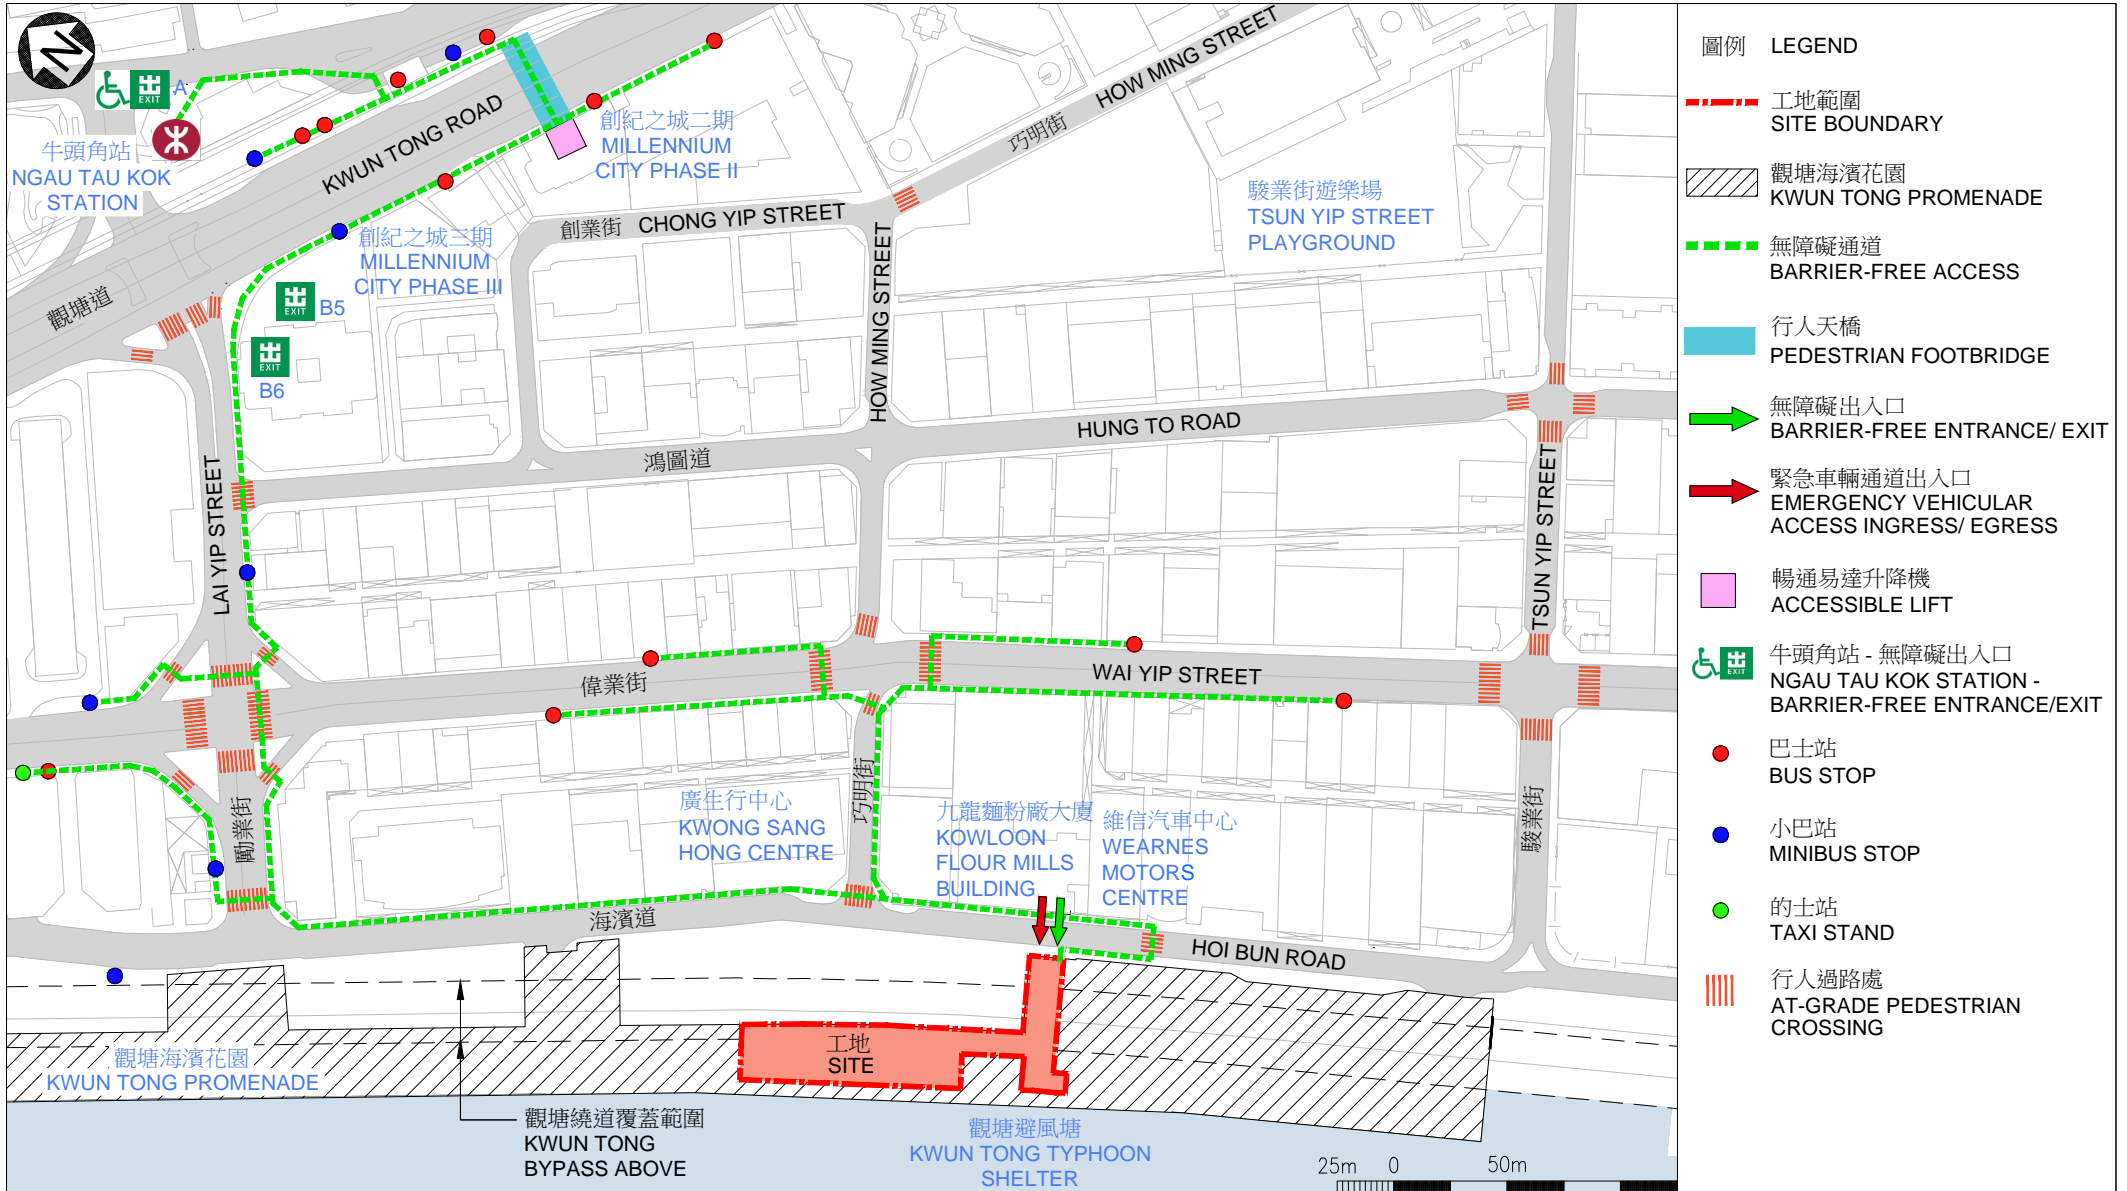 N
出
EXIT
A
牛頭角站
NGAU TAU KOK
STATION
KWUN TONG ROAD
觀塘道
創紀之城二期
MILLENNIUM
CITY PHASE II
創紀之城三期
MILLENNIUM
CITY PHASE III
出
EXIT
B5
出
EXIT
B6
創業街 CHONG YIP STREET
HOW MING STREET
巧明街
HOW MING STREET
駿業街遊樂場
TSUN YIP STREET
PLAYGROUND
HUNG TO ROAD
鴻圖道
LAI YIP STREET
TSUN YIP STREET
偉業街
WAI YIP STREET
勵業街
巧明街
駿業街
廣生行中心
KWONG SANG
HONG CENTRE
九龍麵粉廠大廈
KOWLOON
FLOUR MILLS
BUILDING
維信汽車中心
WEARNES
MOTORS
CENTRE
海濱道
HOI BUN ROAD
工地
SITE
觀塘海濱花園
KWUN TONG PROMENADE
觀塘繞道覆蓋範圍
KWUN TONG
BYPASS ABOVE
觀塘避風塘
KWUN TONG TYPHOON
SHELTER
25m 0 50m
圖例 LEGEND
工地範圍
SITE BOUNDARY
觀塘海濱花園
KWUN TONG PROMENADE
無障礙通道
BARRIER-FREE ACCESS
行人天橋
PEDESTRIAN FOOTBRIDGE
無障礙出入口
BARRIER-FREE ENTRANCE/ EXIT
緊急車輛通道出入口
EMERGENCY VEHICULAR
ACCESS INGRESS/ EGRESS
暢通易達升降機
ACCESSIBLE LIFT
出
EXIT
牛頭角站 - 無障礙出入口
NGAU TAU KOK STATION -
BARRIER-FREE ENTRANCE/EXIT
巴士站
BUS STOP
小巴站
MINIBUS STOP
的士站
TAXI STAND
行人過路處
AT-GRADE PEDESTRIAN
CROSSING